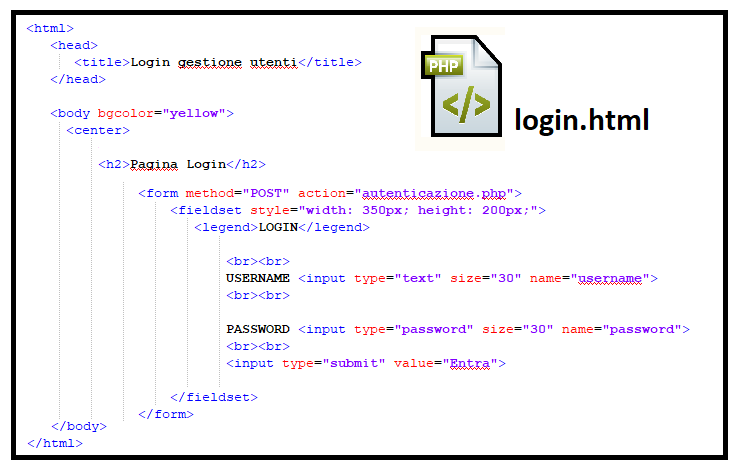 <html>
<head>
<title>Login gestione utenti</title>
</head>
<body bgcolor="yellow">
<center>
<h2>Pagina Login</h2>
<form method="POST" action="autenticazione.php">
<fieldset style="width: 350px; height: 200px;">
<legend>LOGIN</legend>
<br><br>
USERNAME <input type="text" size="30" name="username">
<br><br>
PASSWORD <input type="password" size="30" name="password">
<br><br>
<input type="submit" value="Entra">
</fieldset>
</form>
</body>
</html>
PHP
</>
login.html